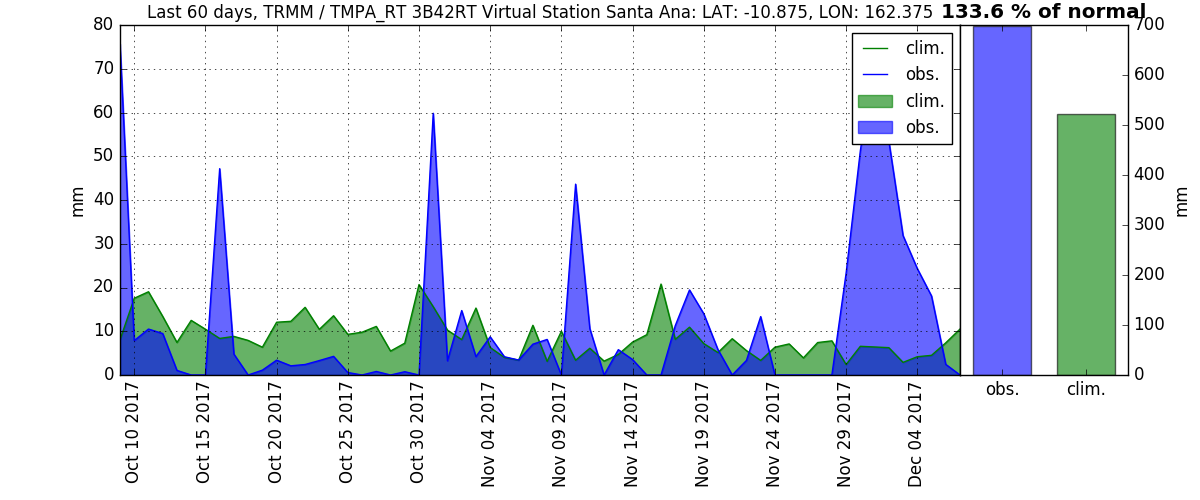 Last 60 days, TRMM / TMPA_RT 3B42RT Virtual Station Santa Ana: LAT: -10.875, LON: 162.375
133.6 % of normal
80
70
60
50
40
30
20
10
0
mm
clim.
obs.
clim.
obs.
700
600
500
400
300
200
100
0
mm
Oct 10 2017
Oct 15 2017
Oct 20 2017
Oct 25 2017
Oct 30 2017
Nov 04 2017
Nov 09 2017
Nov 14 2017
Nov 19 2017
Nov 24 2017
Nov 29 2017
Dec 04 2017
obs.
clim.